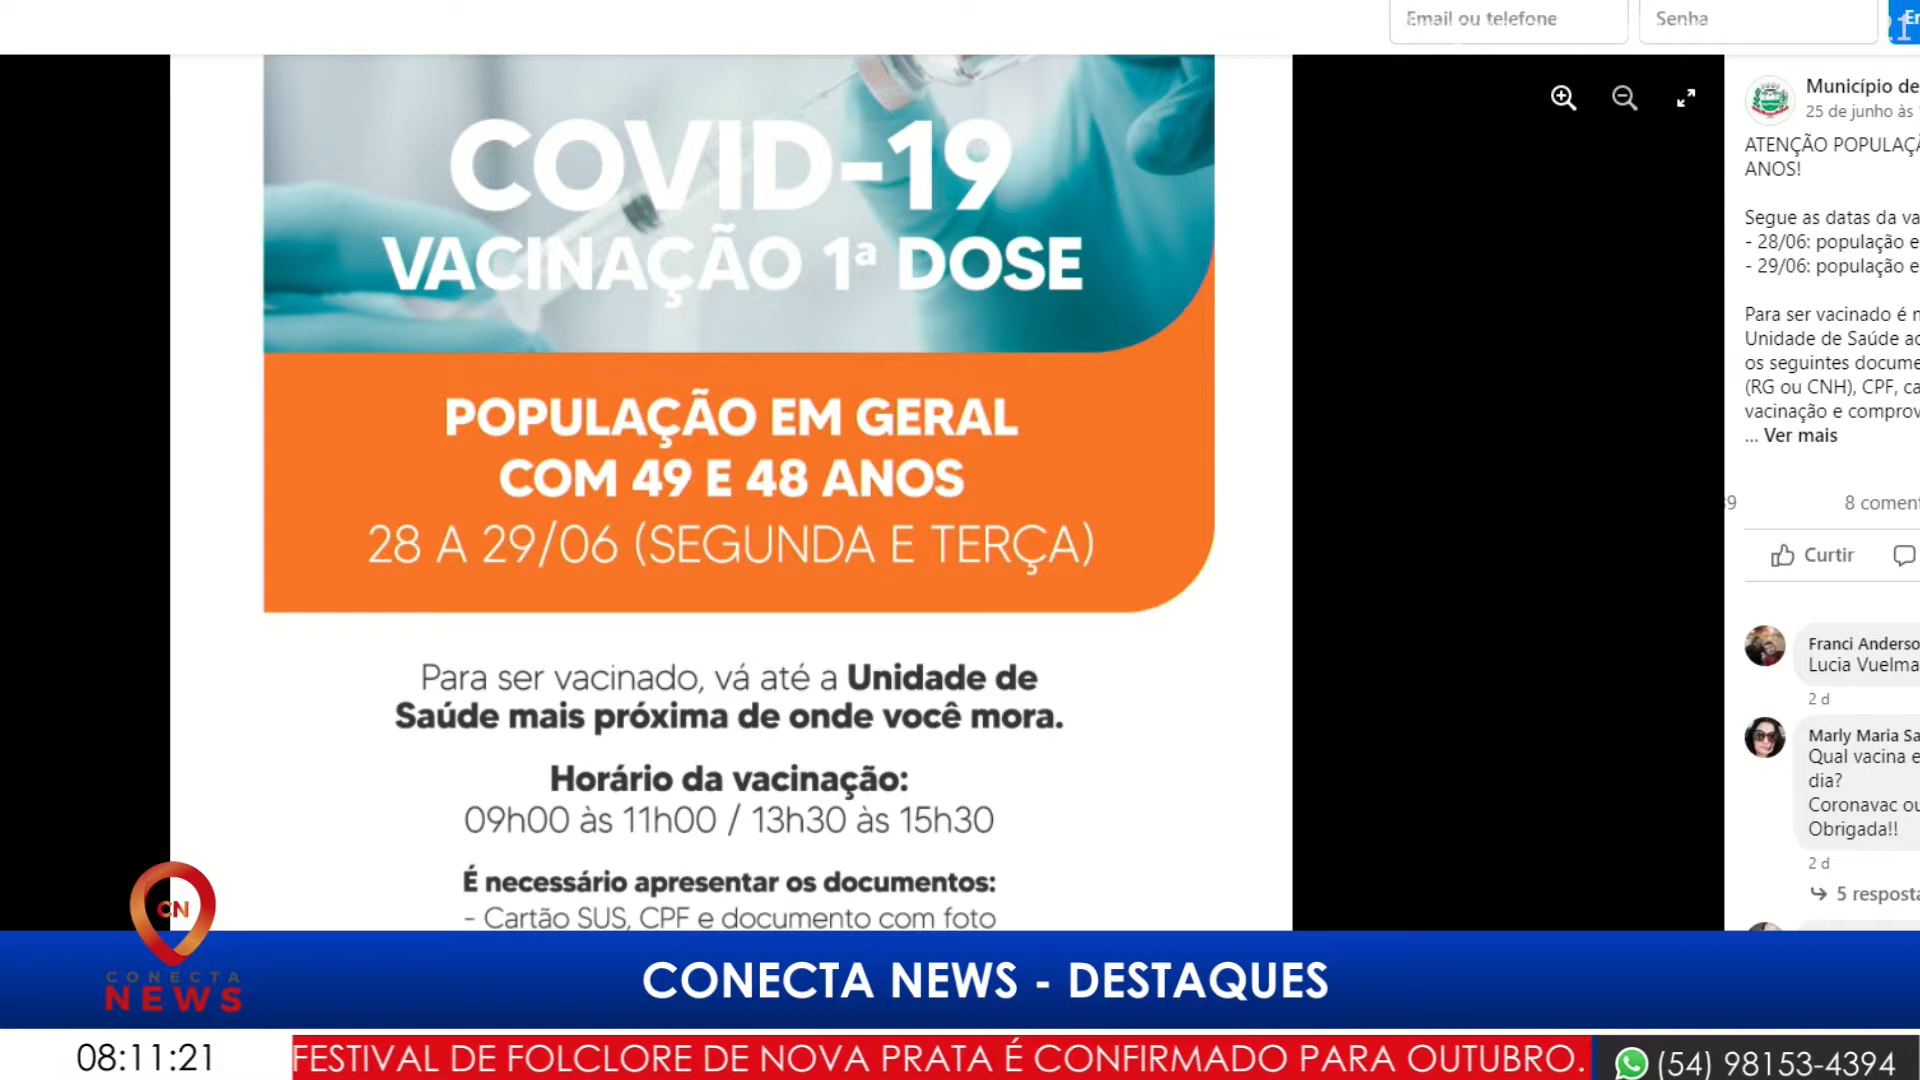 Email ou telefone
Senha
COVID-19
VACINAÇÃO 1ª DOSE
POPULAÇÃO EM GERAL
COM 49 E 48 ANOS
28 A 29/06 (SEGUNDA E TERÇA)
Para ser vacinado, vá até a Unidade de
Saúde mais próxima de onde você mora.
Horário da vacinação:
09h00 às 11h00 / 13h30 às 15h30
É necessário apresentar os documentos:
- Cartão SUS, CPF e documento com foto
Município de
25 de junho às
ATENÇÃO
ANOS!
Segue as datas da
- 28/06: população
- 29/06: população
Para ser vacinado é
Unidade de Saúde
os seguintes
(RG ou CNH), CPF,
vacinação e
... Ver mais
8
Curtir
Franci
Lucia
2 d
Marly Maria
Qual vacina
dia?
Coronavac
Obrigada!!
2 d
5
CN
CONECTA
NEWS
CONECTA NEWS - DESTAQUES
08:11:21
FESTIVAL DE FOLCLORE DE NOVA PRATA É CONFIRMADO PARA OUTUBRO.
(54) 98153-4394